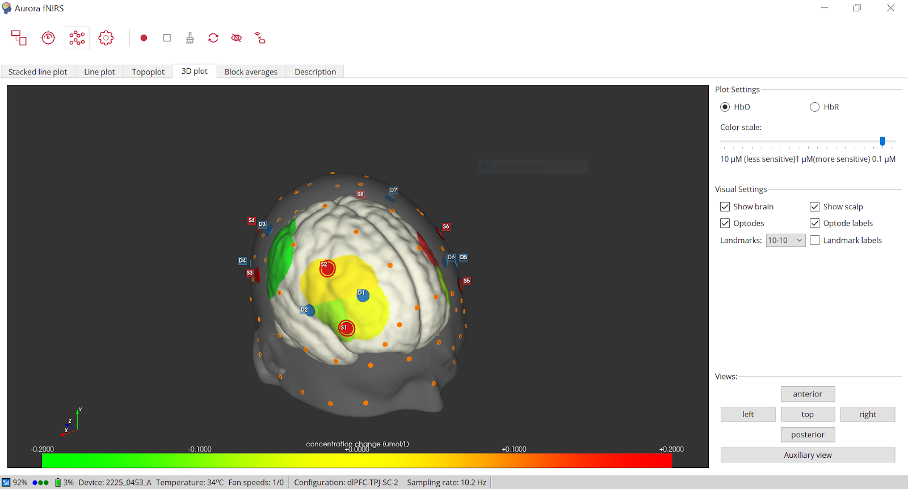 Aurora fNIRS
Stacked line plot Line plot Topoplot 3D plot Block averages Description
Plot Settings
HbO HbR
Color scale:
10 µM (less sensitive)1 µM(more sensitive) 0.1 µM
Visual Settings
Show brain Show scalp
Optodes Optode labels
Landmarks: 10-10 Landmark labels
S8 D7
S4 D3 S6
D4 S3 S2 D8
S5
D2 D1
S1
Views:
anterior
left top right
posterior
Auxiliary view
Y
Z
X
concentration change (umol/L)
-0.2000 -0.1000 +0.0000 +0.1000 +0.2000
92% 3% Device: 2225_0453_A Temperature: 34°C Fan speeds: 1/0 Configuration: dlPFC-TPJ-SC-2 Sampling rate: 10.2 Hz